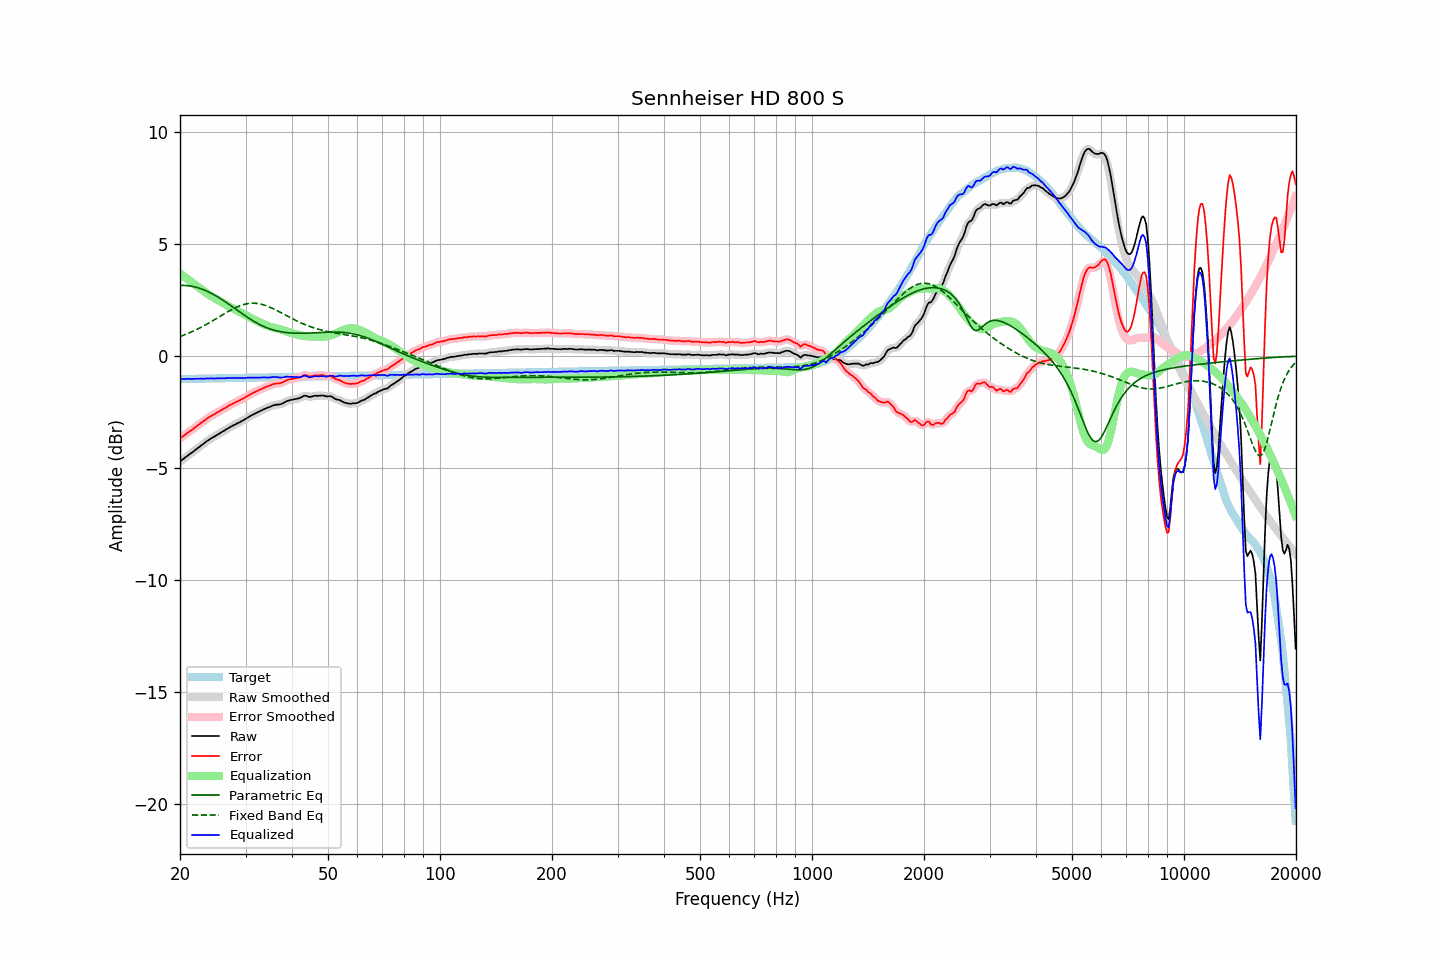 Sennheiser HD 800 S
10
5
0
−5
−10
−15
−20
Amplitude (dBr)
Target
Raw Smoothed
Error Smoothed
Raw
Error
Equalization
Parametric Eq
Fixed Band Eq
Equalized
20 50 100 200 500 1000 2000 5000 10000 20000
Frequency (Hz)